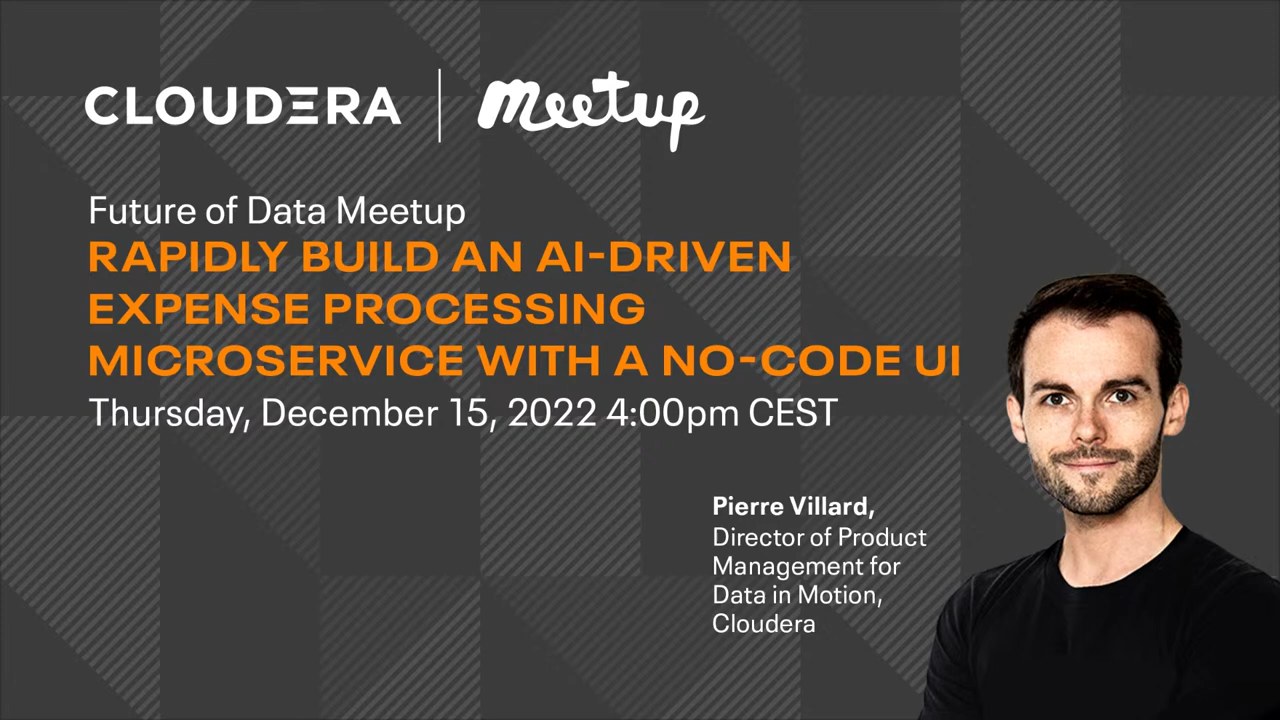 CLOUDERA
meetup
Future of Data Meetup
RAPIDLY BUILD AN AI-DRIVEN
EXPENSE PROCESSING
MICROSERVICE WITH A NO-CODE UI
Thursday, December 15, 2022 4:00pm CEST
Pierre Villard,
Director of Product
Management for
Data in Motion,
Cloudera